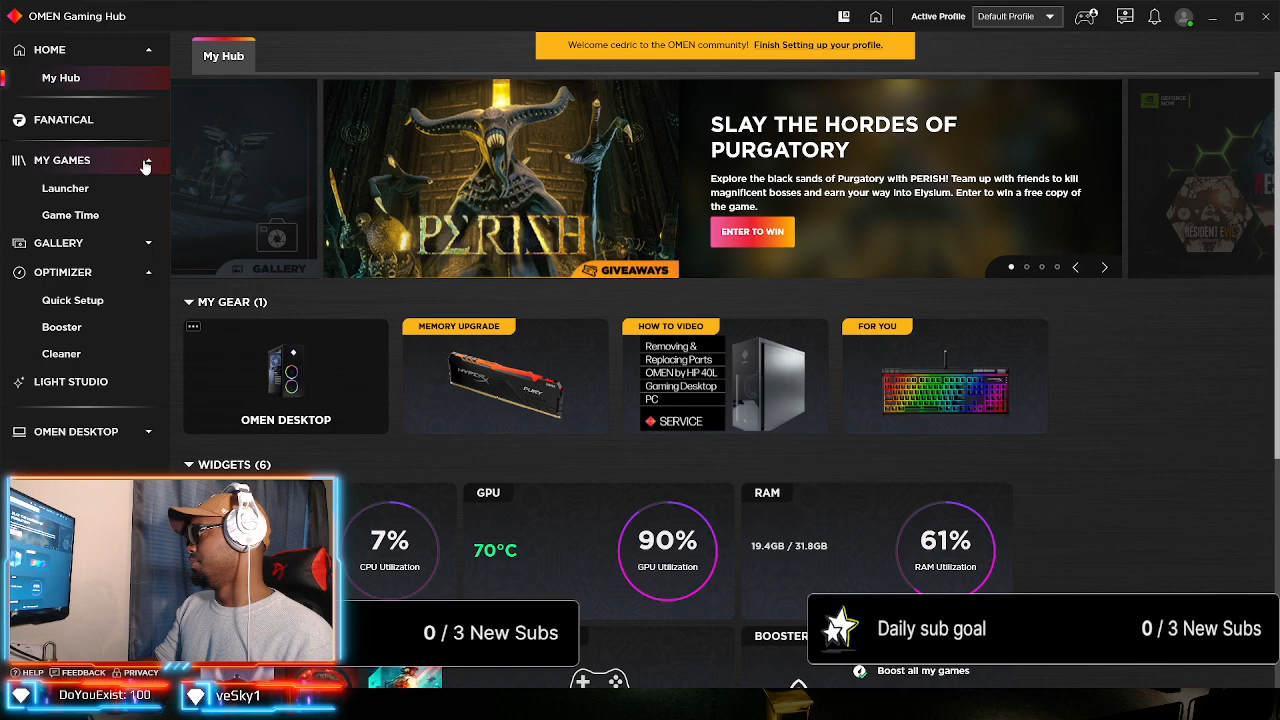 OMEN Gaming Hub
Active Profile
Default Profile
HOME
My Hub
FANATICAL
MY GAMES
Launcher
Game Time
GALLERY
OPTIMIZER
Quick Setup
Booster
Cleaner
LIGHT STUDIO
OMEN DESKTOP
HELP
FEEDBACK
PRIVACY
My Hub
Welcome cedric to the OMEN community! Finish Setting up your profile.
GALLERY
PERISH
GIVEAWAYS
SLAY THE HORDES OF
PURGATORY
Explore the black sands of Purgatory with PERISH! Team up with friends to kill
magnificent bosses and earn your way into Elysium. Enter to win a free copy of
the game.
ENTER TO WIN
GEFORCE
NOW
RESIDENT EVIL
MY GEAR (1)
OMEN DESKTOP
MEMORY UPGRADE
HYPERX
FURY
HOW TO VIDEO
Removing &
Replacing Parts
OMEN by HP 40L
Gaming Desktop
PC
SERVICE
FOR YOU
WIDGETS (6)
7%
CPU Utilization
GPU
70°C
90%
GPU Utilization
RAM
19.4GB / 31.8GB
61%
RAM Utilization
0 / 3 New Subs
BOOSTER
Daily sub goal
0 / 3 New Subs
Boost all my games
DoYouExist: 100
veSky1